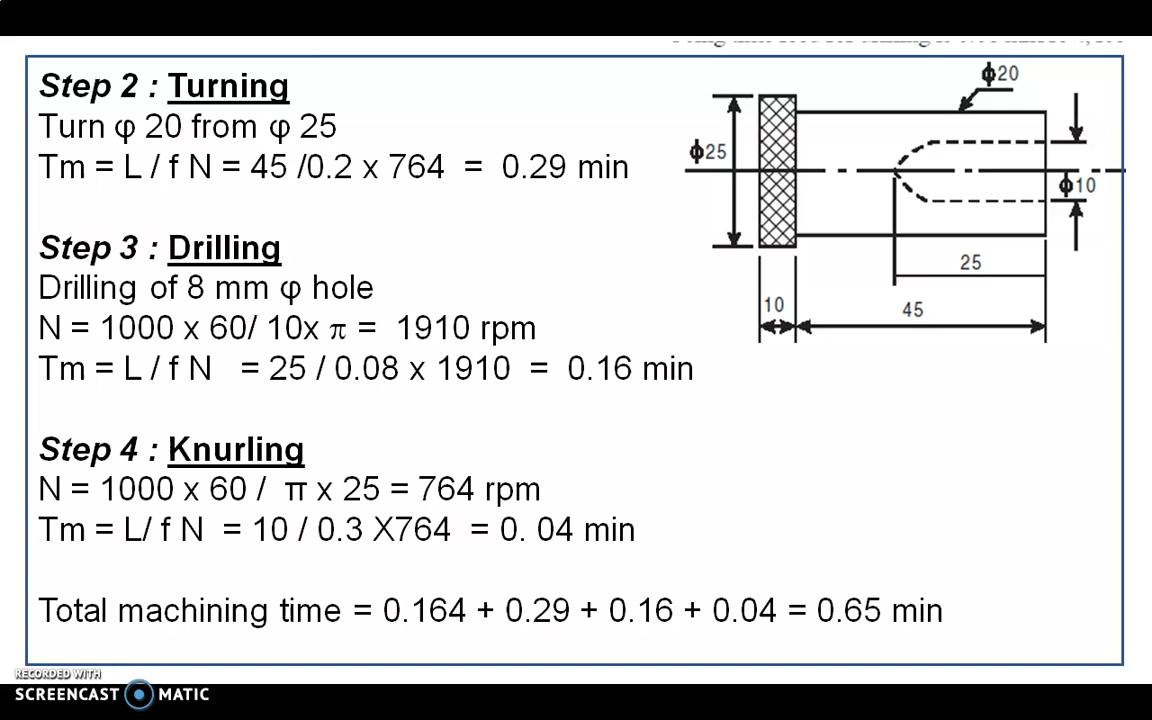 Step 2 : Turning
Turn φ 20 from φ 25
Tm = L / f N = 45 /0.2 x 764 = 0.29 min
Step 3 : Drilling
Drilling of 8 mm φ hole
N = 1000 x 60/ 10x π = 1910 rpm
Tm = L / f N = 25 / 0.08 x 1910 = 0.16 min
Step 4 : Knurling
N = 1000 x 60 / π x 25 = 764 rpm
Tm = L/ f N = 10 / 0.3 X764 = 0. 04 min
Total machining time = 0.164 + 0.29 + 0.16 + 0.04 = 0.65 min
ϕ20
ϕ25
ϕ10
25
10
45
RECORDED WITH
SCREENCAST MATIC